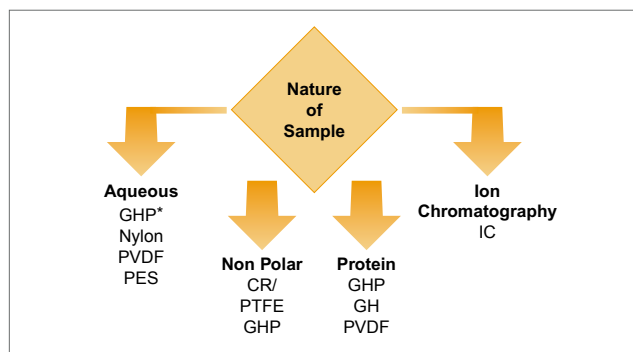 Nature
of
Sample
Aqueous
GHP*
Nylon
PVDF
PES
Non Polar
CR/
PTFE
GHP
Protein
GHP
GH
PVDF
Ion
Chromatography
IC